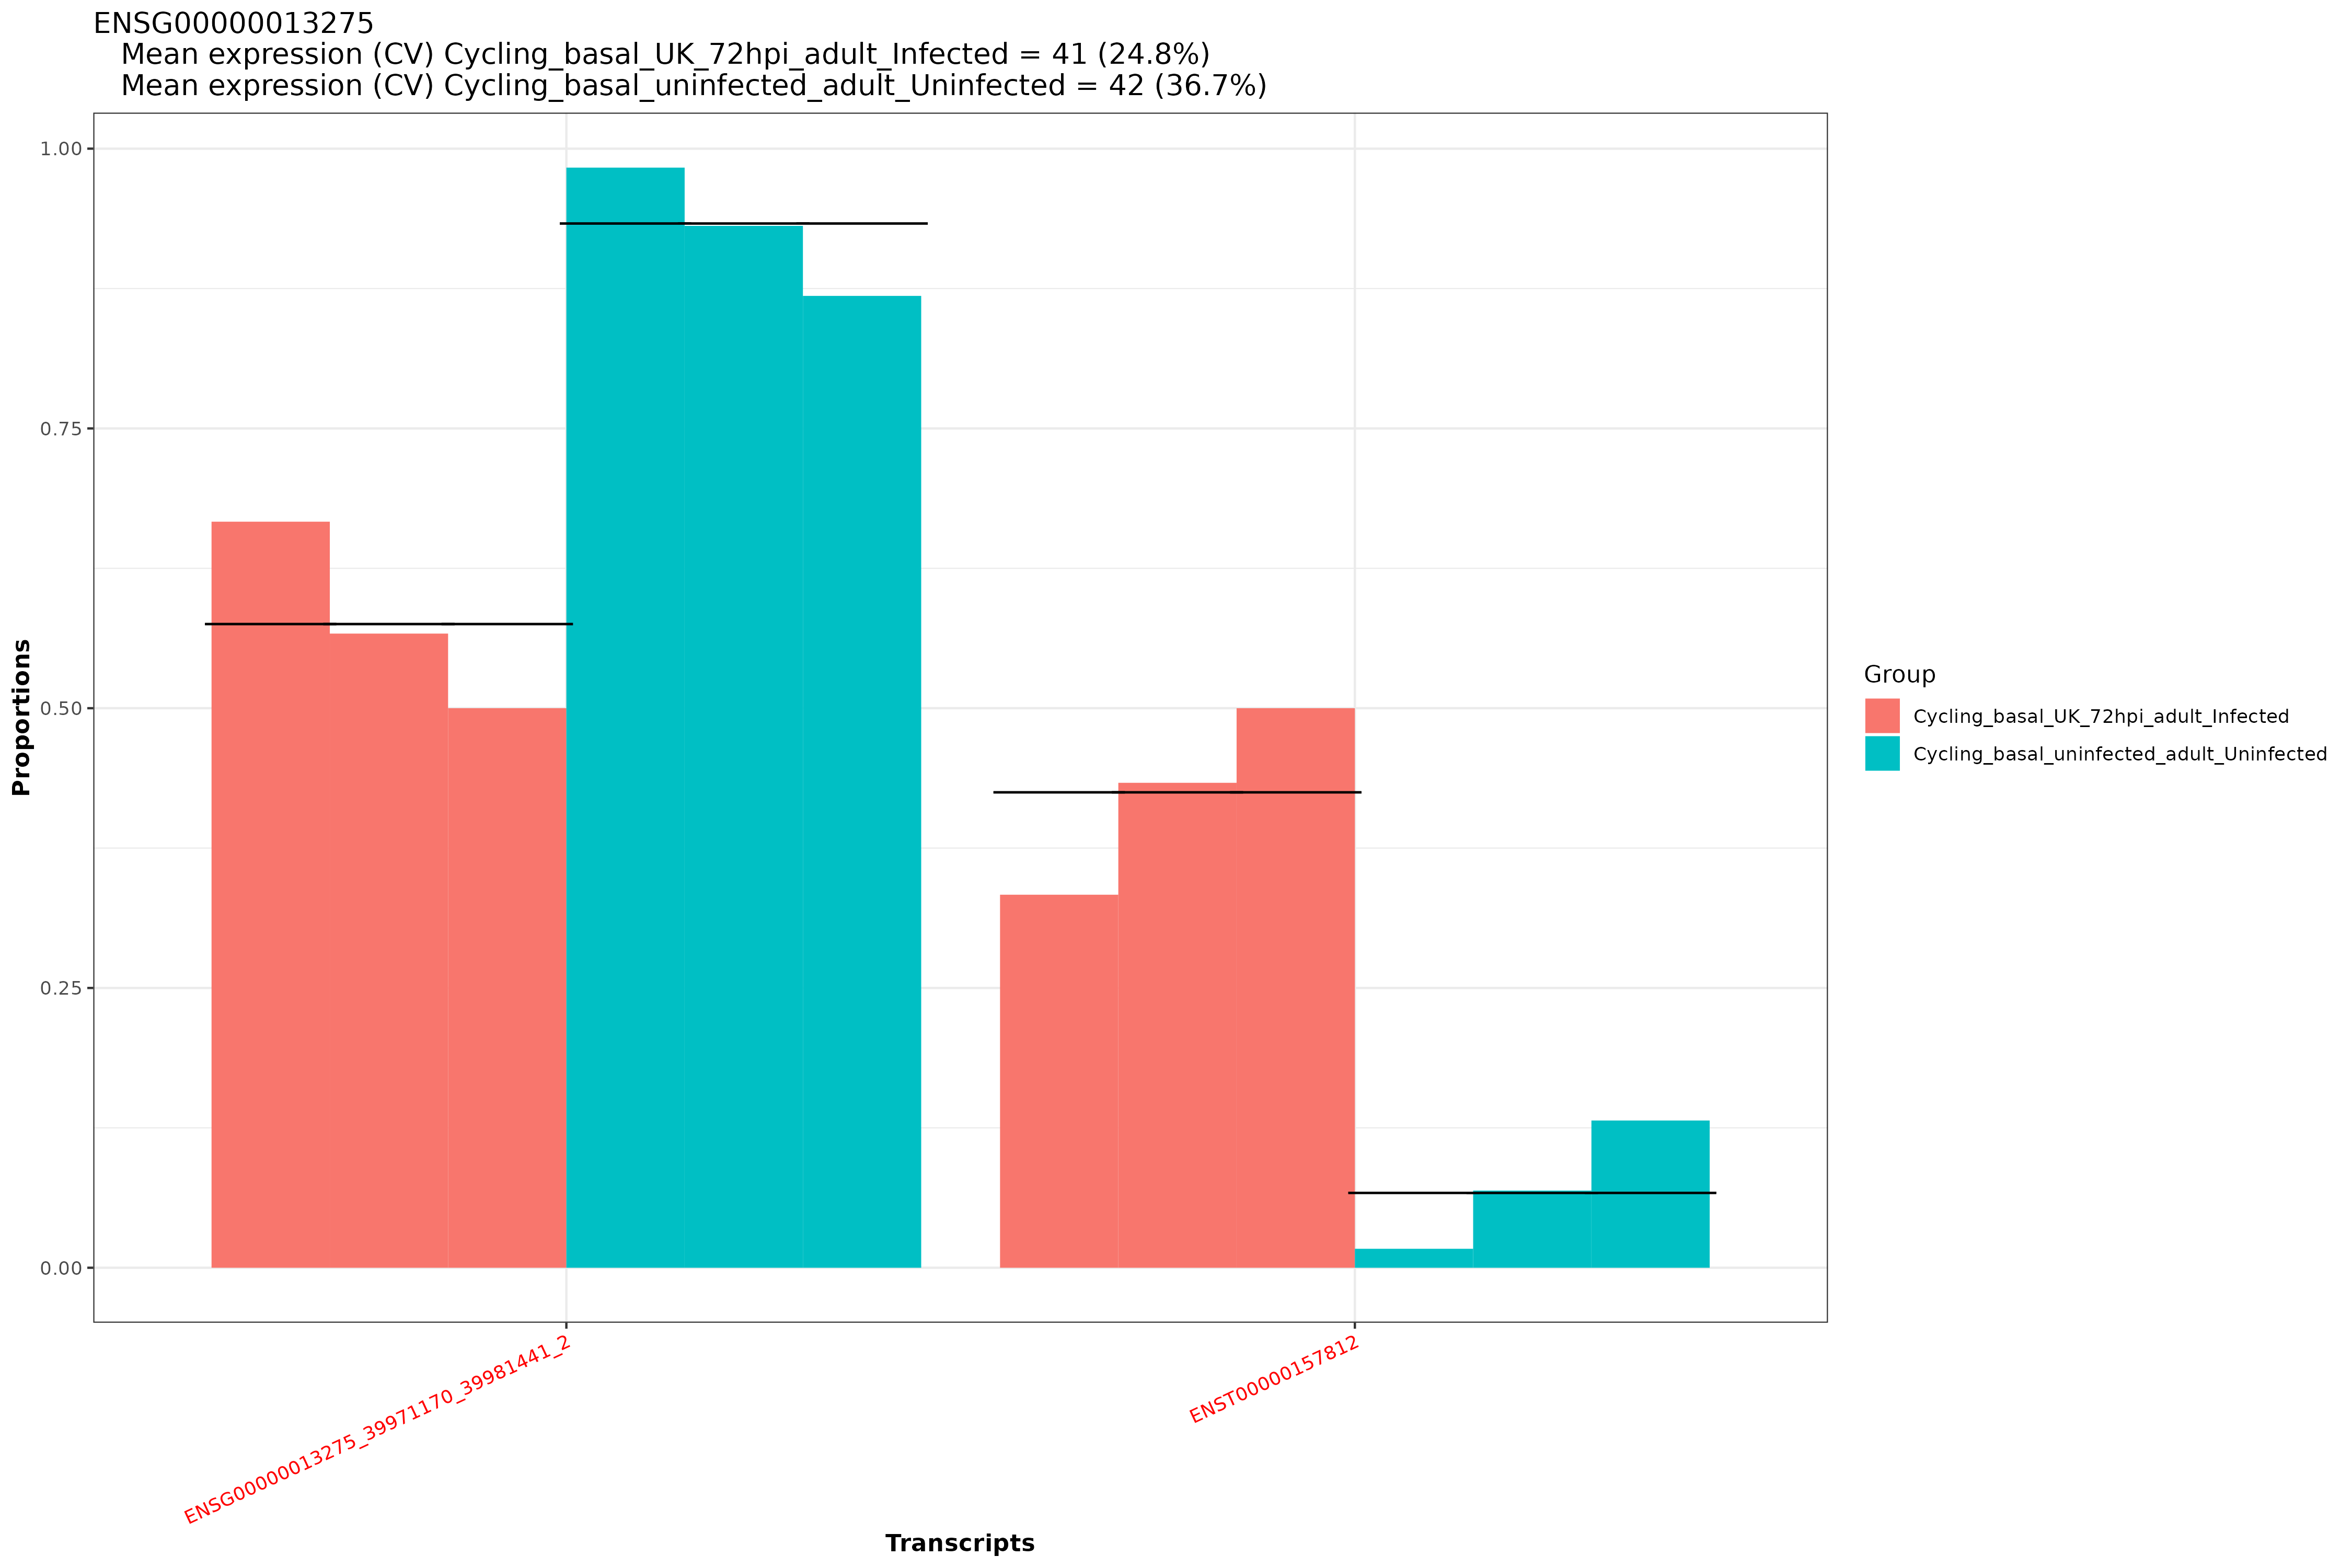 ENSG00000013275
Mean expression (CV) Cycling_basal_UK_72hpi_adult_Infected = 41 (24.8%)
Mean expression (CV) Cycling_basal_uninfected_adult_Uninfected = 42 (36.7%)
1.00
0.75
0.50
0.25
0.00
Proportions
ENSG00000013275_39971170_39981441_2
ENST00000157812
Transcripts
Group
Cycling_basal_UK_72hpi_adult_Infected
Cycling_basal_uninfected_adult_Uninfected